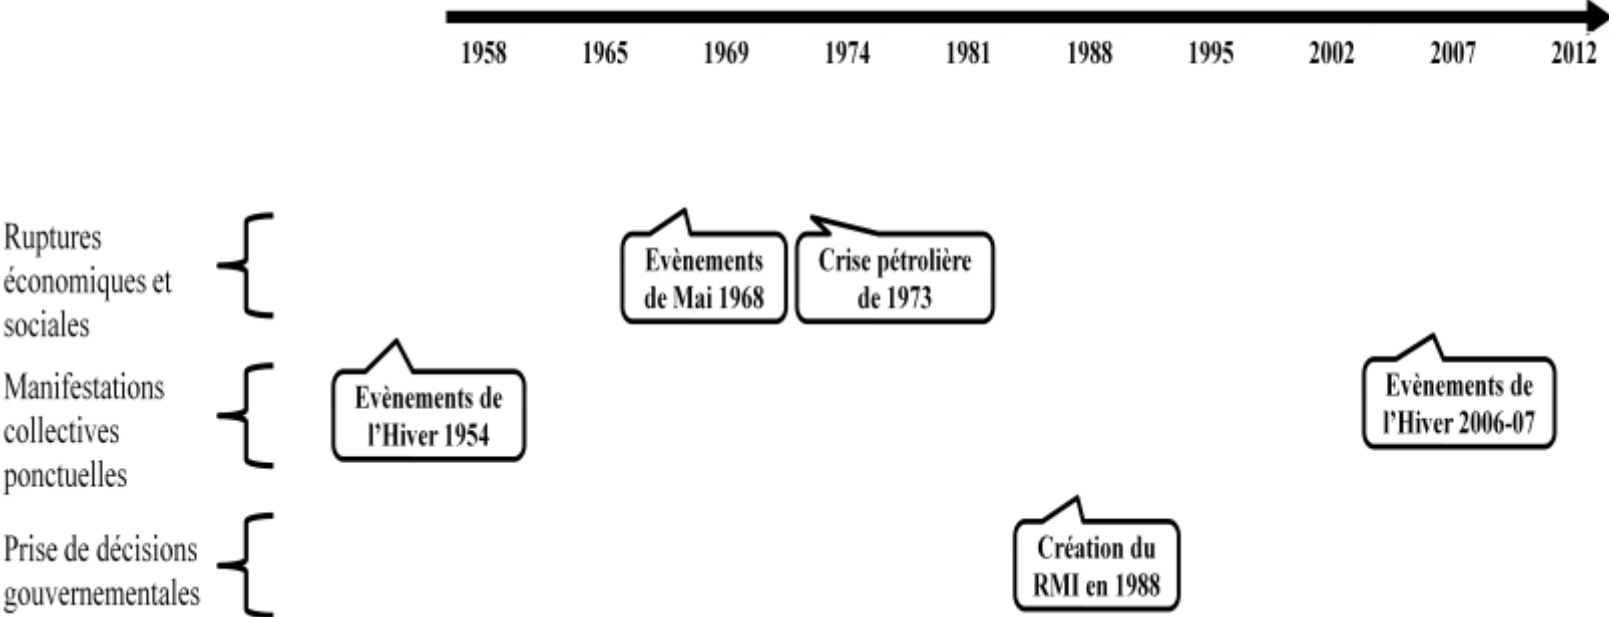 1958 1965 1969 1974 1981 1988 1995 2002 2007 2012
Ruptures
économiques et
sociales
Evènements
de Mai 1968
Crise pétrolière
de 1973
Manifestations
collectives
ponctuelles
Evènements de
l’Hiver 1954
Evènements de
l’Hiver 2006-07
Prise de décisions
gouvernementales
Création du
RMI en 1988